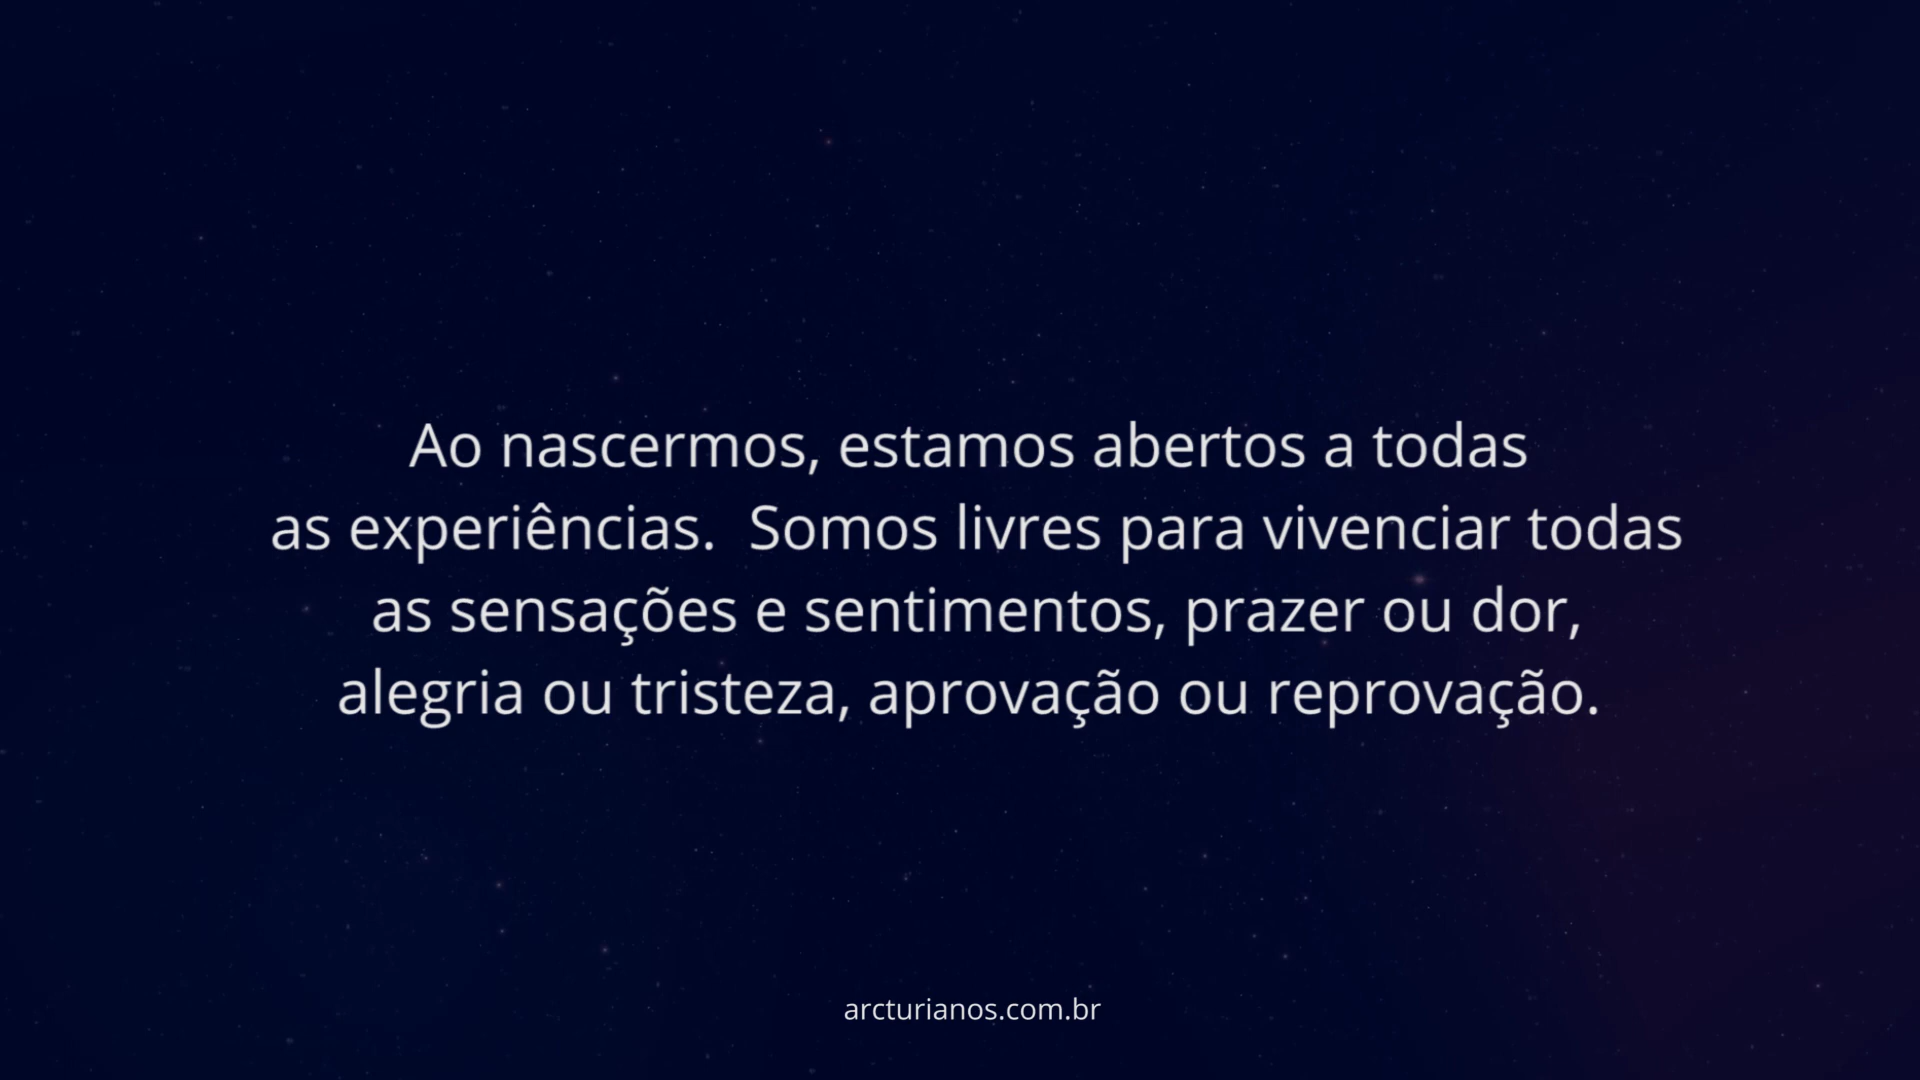 Ao nascermos, estamos abertos a todas
as experiências.  Somos livres para vivenciar todas
as sensações e sentimentos, prazer ou dor,
alegria ou tristeza, aprovação ou reprovação.
arcturianos.com.br